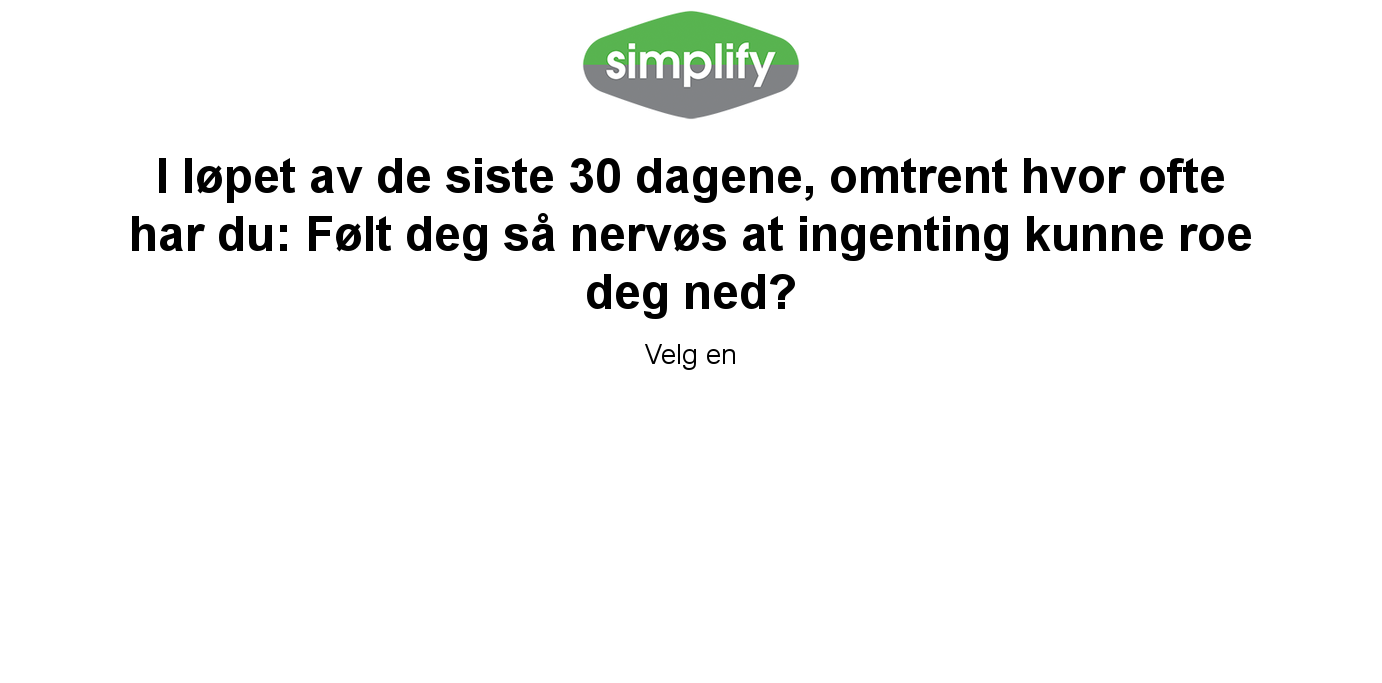 simplify
I løpet av de siste 30 dagene, omtrent hvor ofte
har du: Følt deg så nervøs at ingenting kunne roe
deg ned?
Velg en